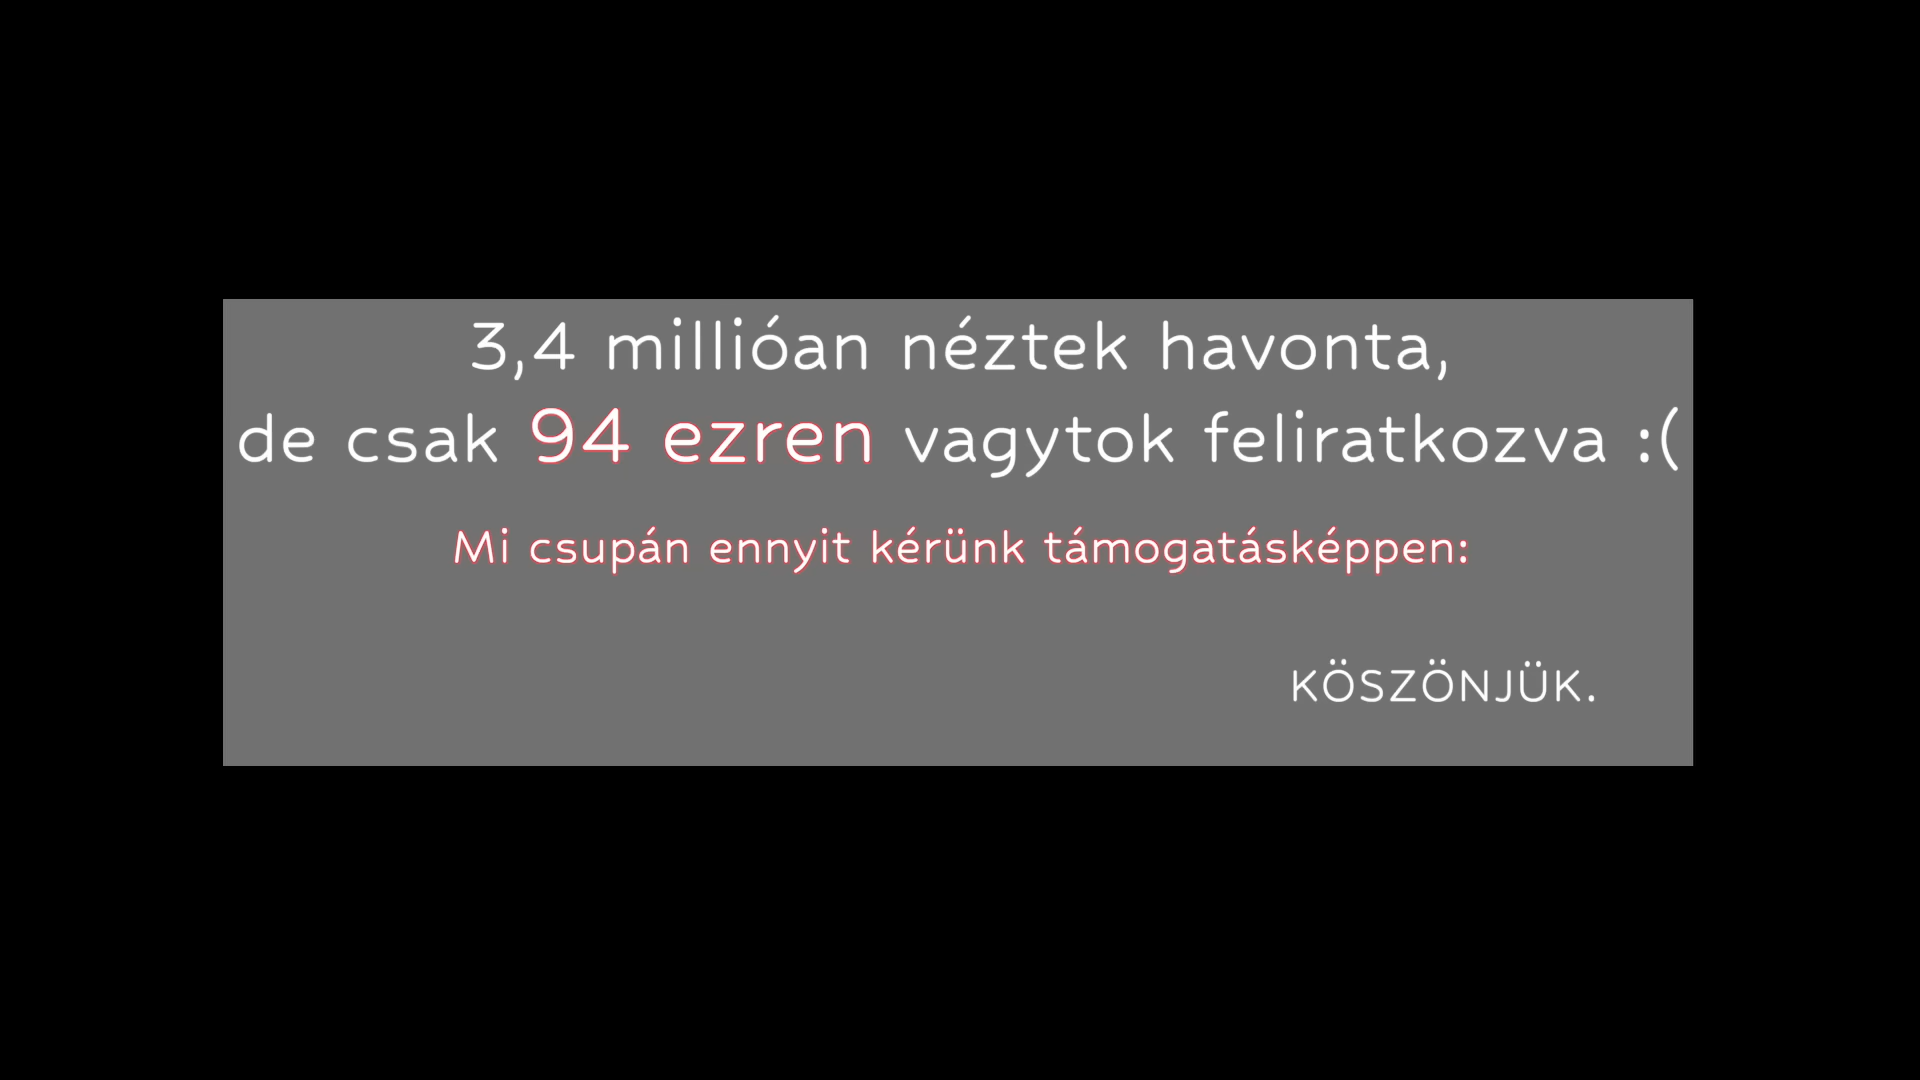 3,4 millióan néztek havonta,
de csak 94 ezren vagytok feliratkozva :(
Mi csupán ennyit kérünk támogatásképpen:
KÖSZÖNJÜK.